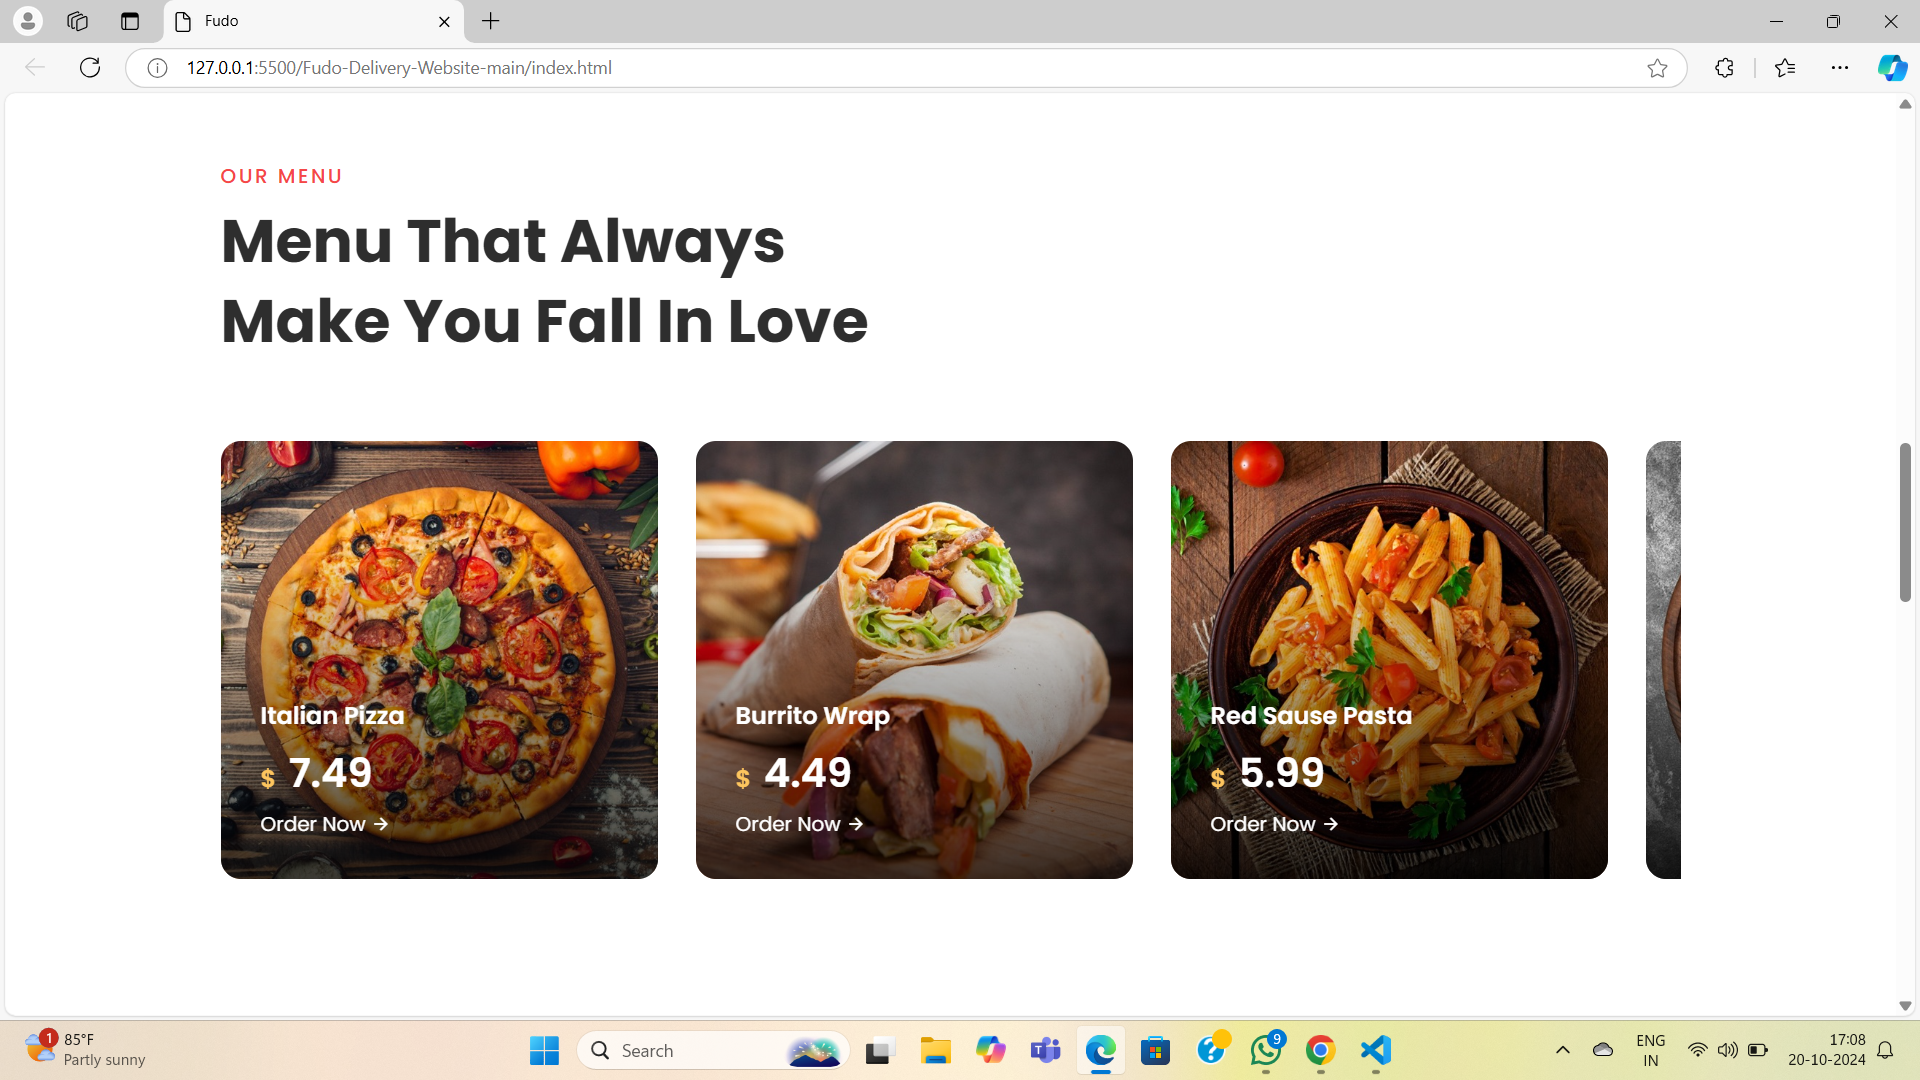 Fudo
127.0.0.1:5500/Fudo-Delivery-Website-main/index.html
OUR MENU
Menu That Always
Make You Fall In Love
Italian Pizza
$ 7.49
Order Now →
Burrito Wrap
$ 4.49
Order Now →
Red Sause Pasta
$ 5.99
Order Now →
1
85°F
Partly sunny
Search
T
?
9
ENG
IN
17:08
20-10-2024